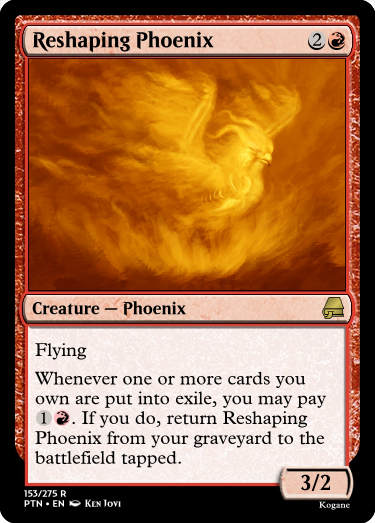 Reshaping Phoenix 2
Creature — Phoenix
Flying
Whenever one or more cards you
own are put into exile, you may pay
1 . If you do, return Reshaping
Phoenix from your graveyard to the
battlefield tapped.
3/2
153/275 R
PTN • EN Ken Jovi
Kogane